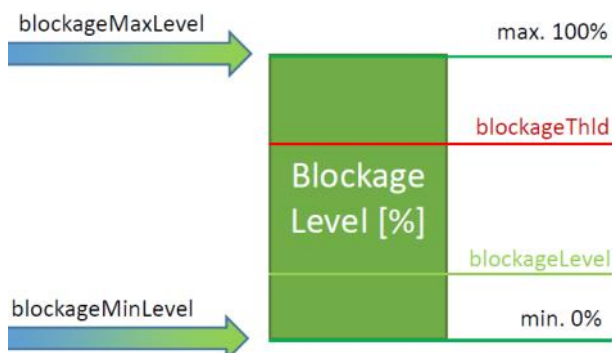 blockageMaxLevel
max. 100%
blockageThld
Blockage
Level [%]
blockageLevel
blockageMinLevel
min. 0%